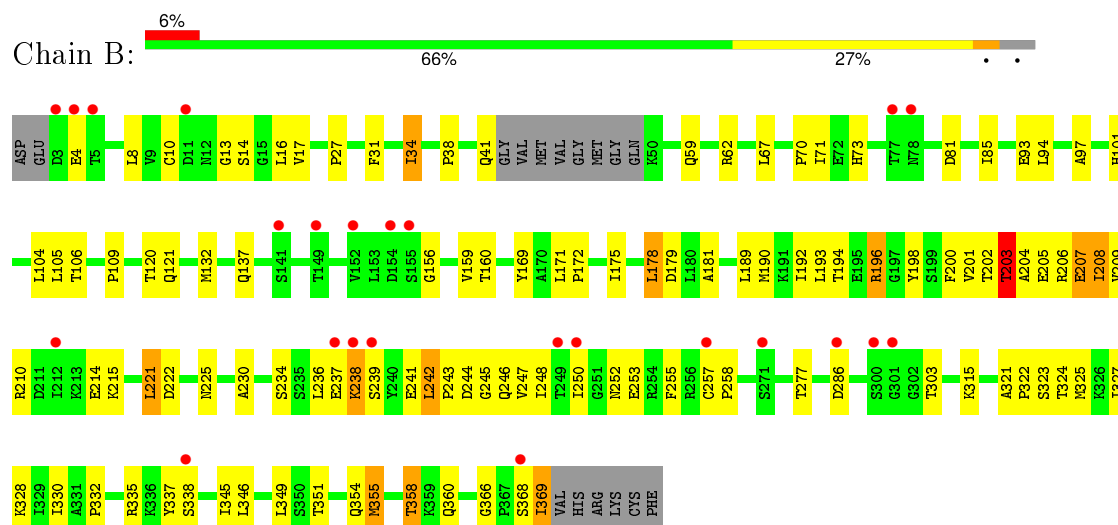 6%
Chain B:
66% 27% • •
ASP GLU D3 E4 T5 L8 V9 C10 D11 N12 G13 S14 G15 L16 V17 P27 F31 I34 P38 Q41 GLY VAL MET VAL GLY MET GLY GLN K50 Q59 R62 L67 P70 I71 E72 H73 T77 N78 D81 I85 E93 L94 A97 H101
L104 L105 T106 P109 T120 Q121 M132 Q137 S141 T149 V152 L153 D154 S155 G156 V159 T160 Y169 A170 L171 P172 I175 L178 D179 L180 A181 L189 M190 K191 I192 L193 T194 E195 R196 G197 Y198 S199 F200 V201 T202 T203 A204 E205 R206 E207 I208 V209
R210 D211 I212 K213 E214 K215 L221 D222 N225 A230 S234 S235 L236 E237 K238 S239 Y240 E241 L242 P243 D244 G245 Q246 V247 I248 T249 I250 G251 N252 E253 R254 F255 R256 C257 P258 S271 T277 D286 S300 G301 G302 T303 K315 A321 P322 S323 T324 M325 K326 I327
K328 I329 I330 A331 P332 R335 K336 Y337 S338 I345 L346 L349 S350 T351 Q354 M355 T358 K359 Q360 G366 P367 S368 I369 VAL HIS ARG LYS CYS PHE